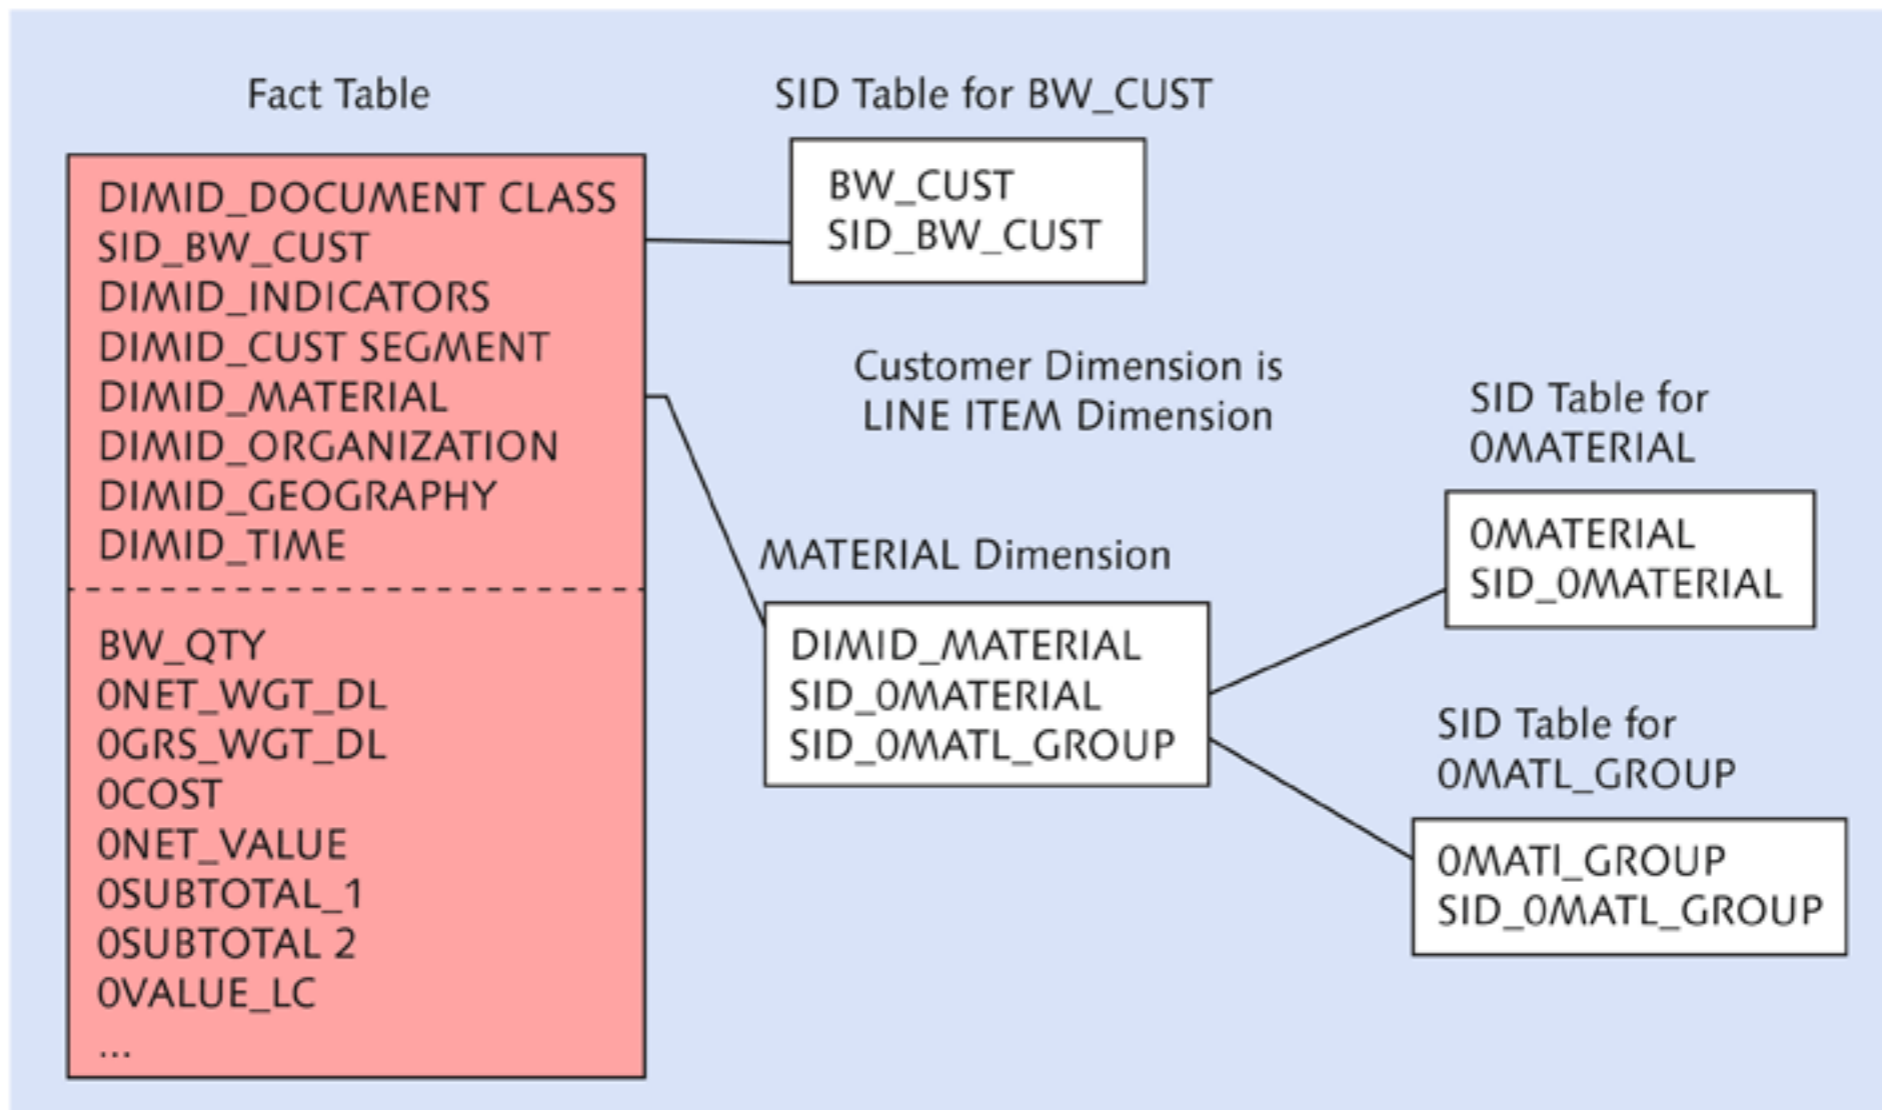 Fact Table
DIMID_DOCUMENT CLASS
SID_BW_CUST
DIMID_INDICATORS
DIMID_CUST SEGMENT
DIMID_MATERIAL
DIMID_ORGANIZATION
DIMID_GEOGRAPHY
DIMID_TIME
BW_QTY
0NET_WGT_DL
0GRS_WGT_DL
0COST
0NET_VALUE
0SUBTOTAL_1
0SUBTOTAL 2
0VALUE_LC
...
SID Table for BW_CUST
BW_CUST
SID_BW_CUST
Customer Dimension is
LINE ITEM Dimension
MATERIAL Dimension
DIMID_MATERIAL
SID_0MATERIAL
SID_0MATL_GROUP
SID Table for
0MATERIAL
0MATERIAL
SID_0MATERIAL
SID Table for
0MATL_GROUP
0MATl_GROUP
SID_0MATL_GROUP